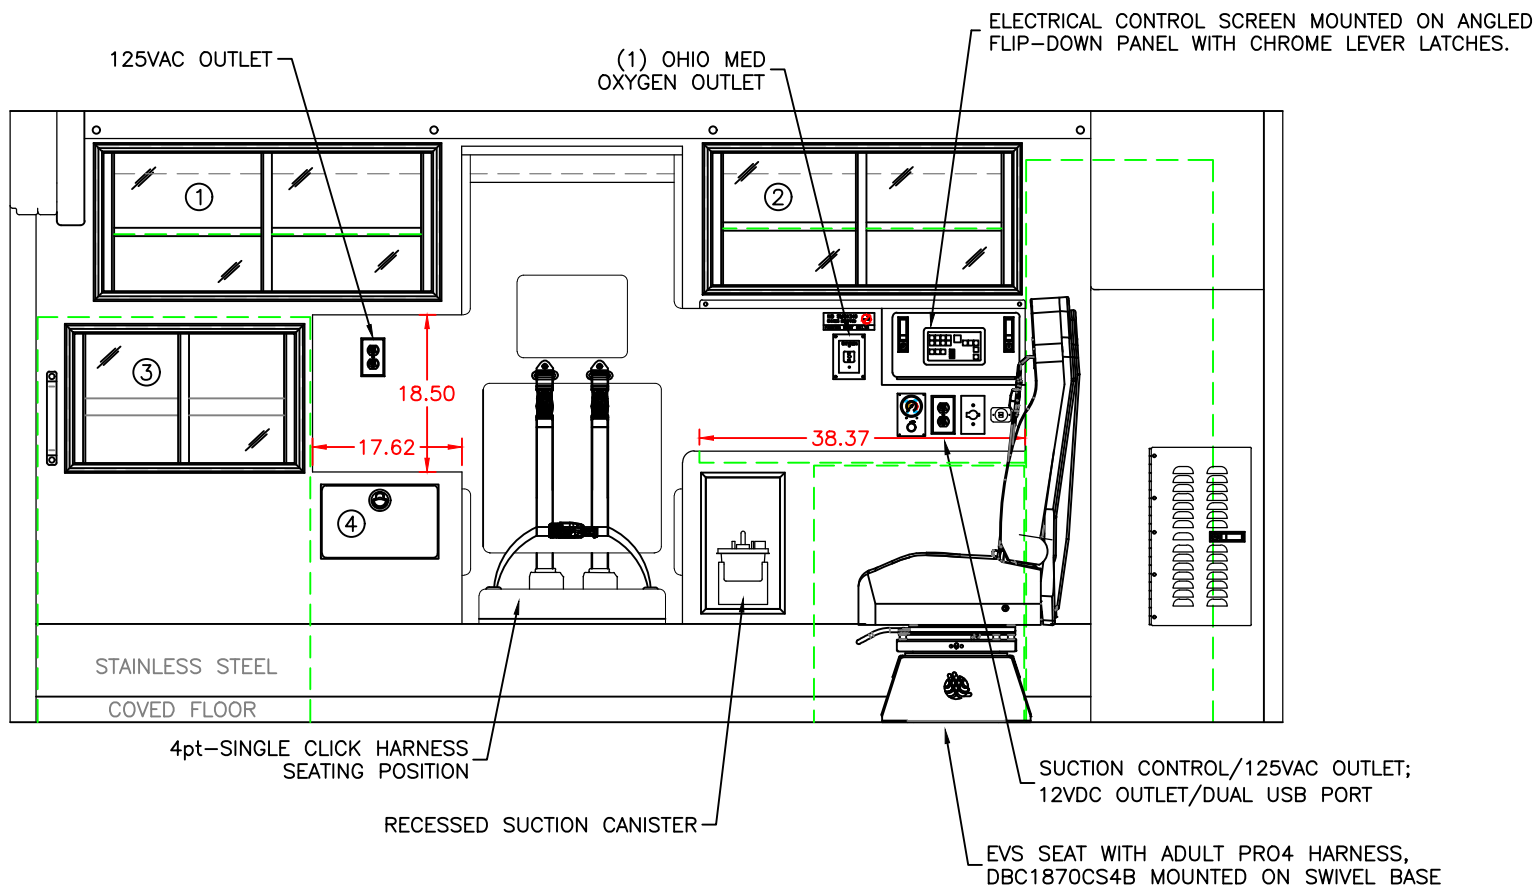 ELECTRICAL CONTROL SCREEN MOUNTED ON ANGLED
FLIP-DOWN PANEL WITH CHROME LEVER LATCHES.
125VAC OUTLET
(1) OHIO MED
OXYGEN OUTLET
1
2
3
18.50
17.62
38.37
4
STAINLESS STEEL
COVED FLOOR
4pt-SINGLE CLICK HARNESS
SEATING POSITION
SUCTION CONTROL/125VAC OUTLET;
12VDC OUTLET/DUAL USB PORT
RECESSED SUCTION CANISTER
EVS SEAT WITH ADULT PRO4 HARNESS,
DBC1870CS4B MOUNTED ON SWIVEL BASE